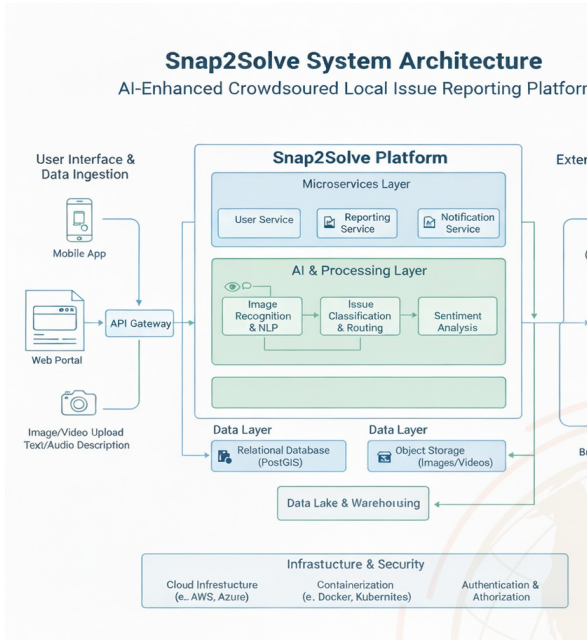 Snap2Solve System Architecture
AI-Enhanced Crowdsoured Local Issue Reporting Platform
User Interface &
Data Ingestion
Mobile App
Web Portal
Image/Video Upload
Text/Audio Description
API Gateway
Snap2Solve Platform
Microservices Layer
User Service
Reporting
Service
Notification
Service
AI & Processing Layer
Image
Recognition
& NLP
Issue
Classification
& Routing
Sentiment
Analysis
Data Layer
Relational Database
(PostGIS)
Data Layer
Object Storage
(Images/Videos)
Data Lake & Warehousing
Exter
Br
Infrastucture & Security
Cloud Infrestucture
(e.. AWS, Azure)
Containerization
(e. Docker, Kubernites)
Authentication &
Athorization